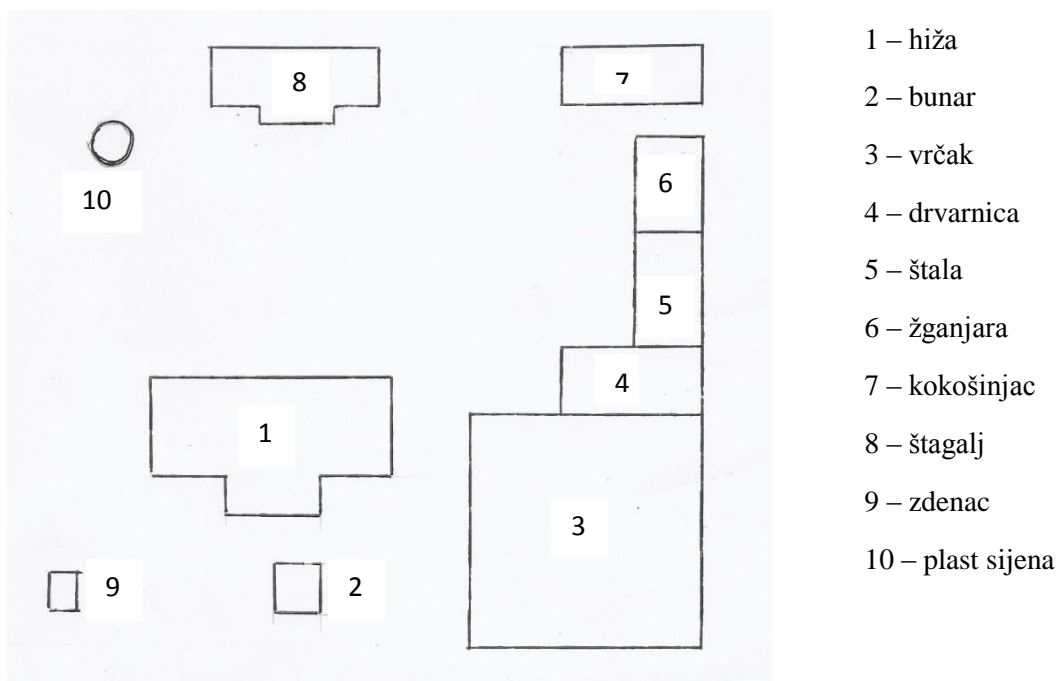 8
7
10
6
5
4
1
3
9
2
1 – hiža
2 – bunar
3 – vrčak
4 – drvarnica
5 – štala
6 – žganjara
7 – kokošinjac
8 – štagalj
9 – zdenac
10 – plast sijena